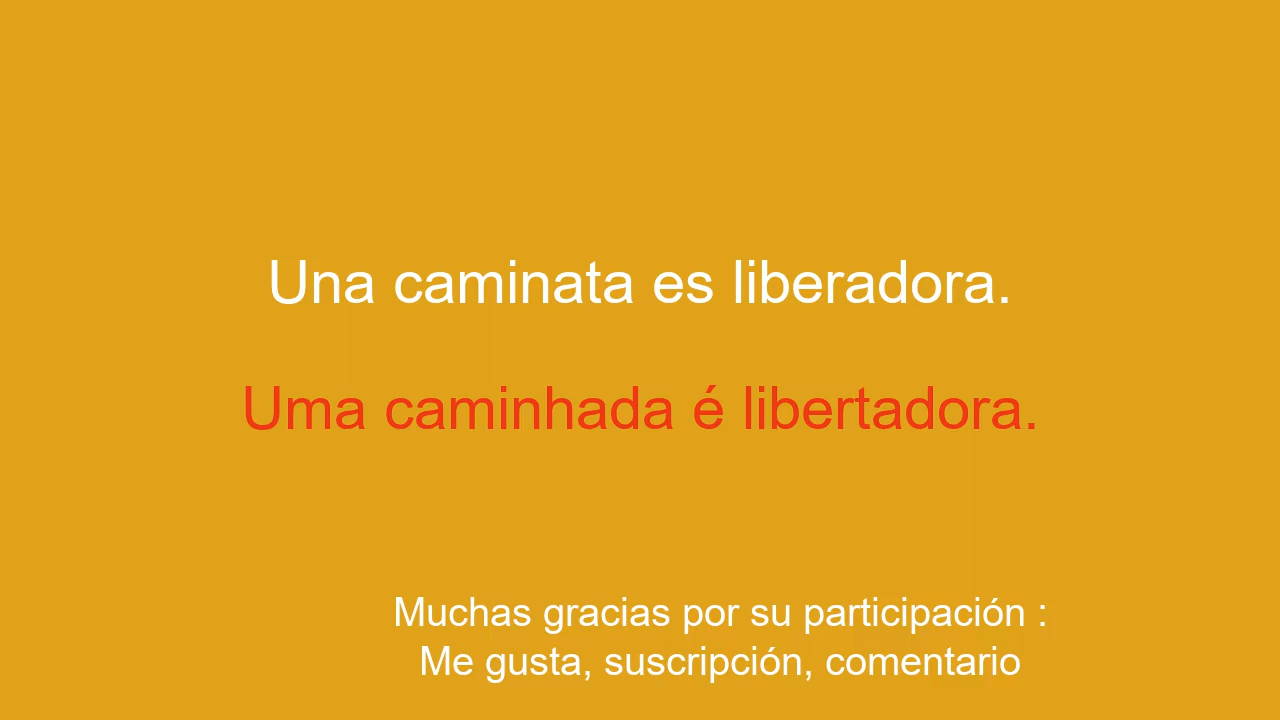 Una caminata es liberadora.
Uma caminhada é libertadora.
Muchas gracias por su participación :
Me gusta, suscripción, comentario